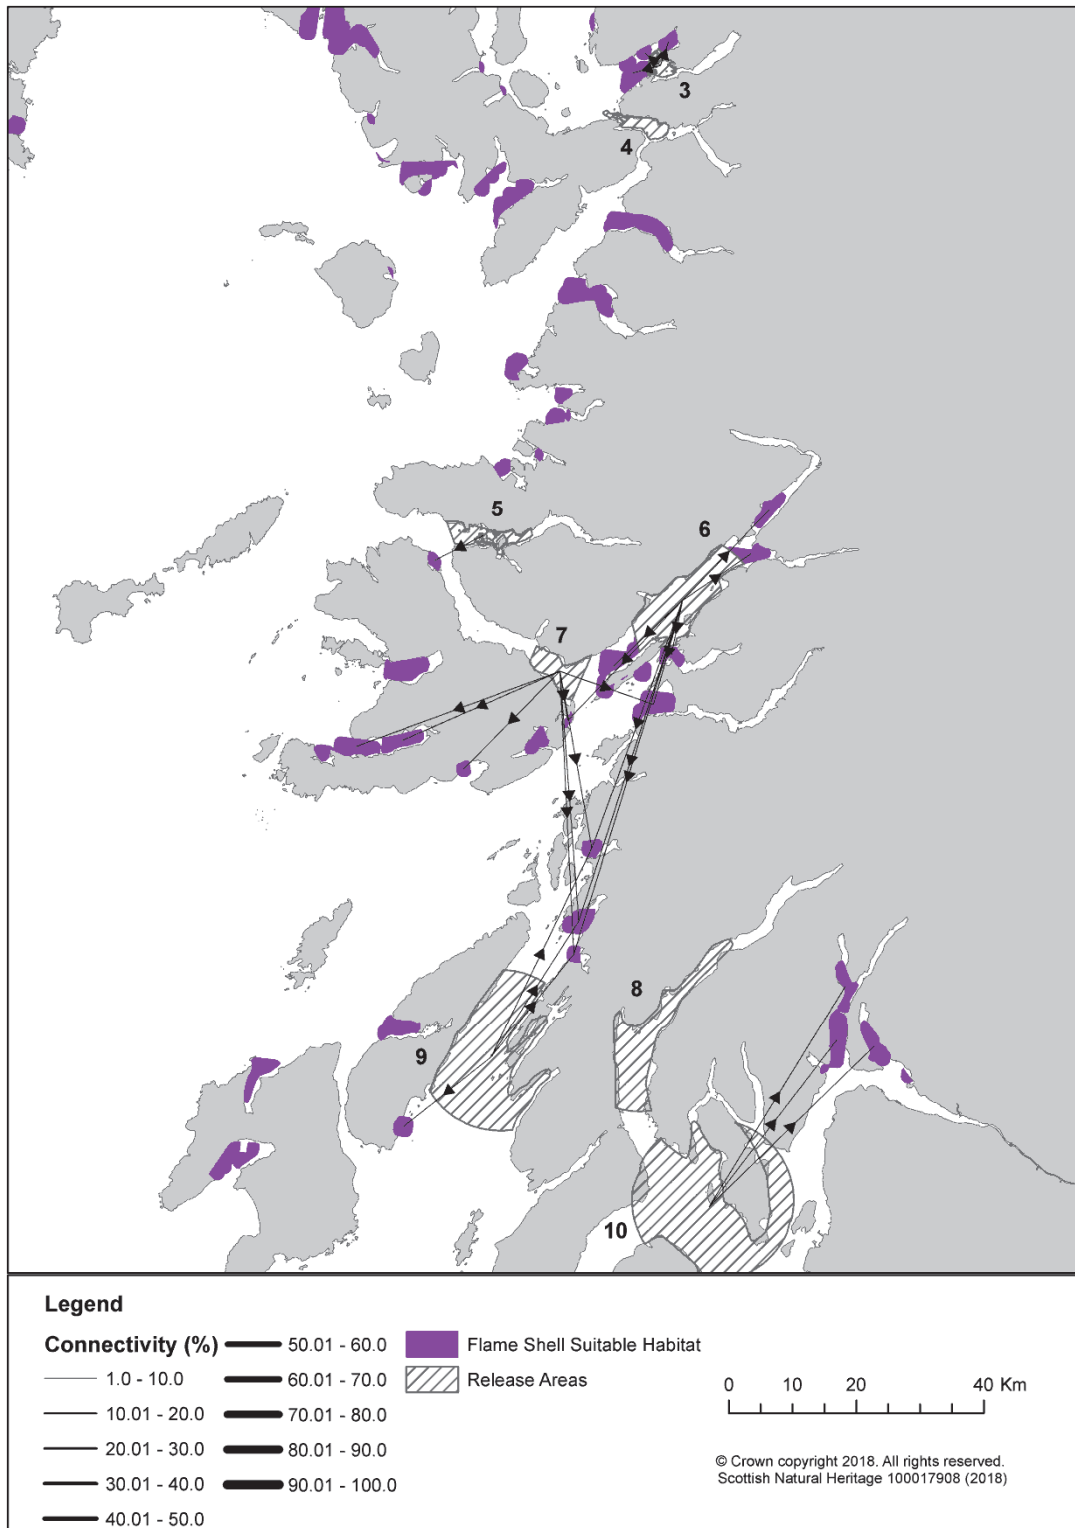 3
4
5
6
7
8
9
10
Legend
Connectivity (%)
1.0 - 10.0
10.01 - 20.0
20.01 - 30.0
30.01 - 40.0
40.01 - 50.0
50.01 - 60.0
60.01 - 70.0
70.01 - 80.0
80.01 - 90.0
90.01 - 100.0
Flame Shell Suitable Habitat
Release Areas
0 10 20 40 Km
© Crown copyright 2018. All rights reserved.
Scottish Natural Heritage 100017908 (2018)